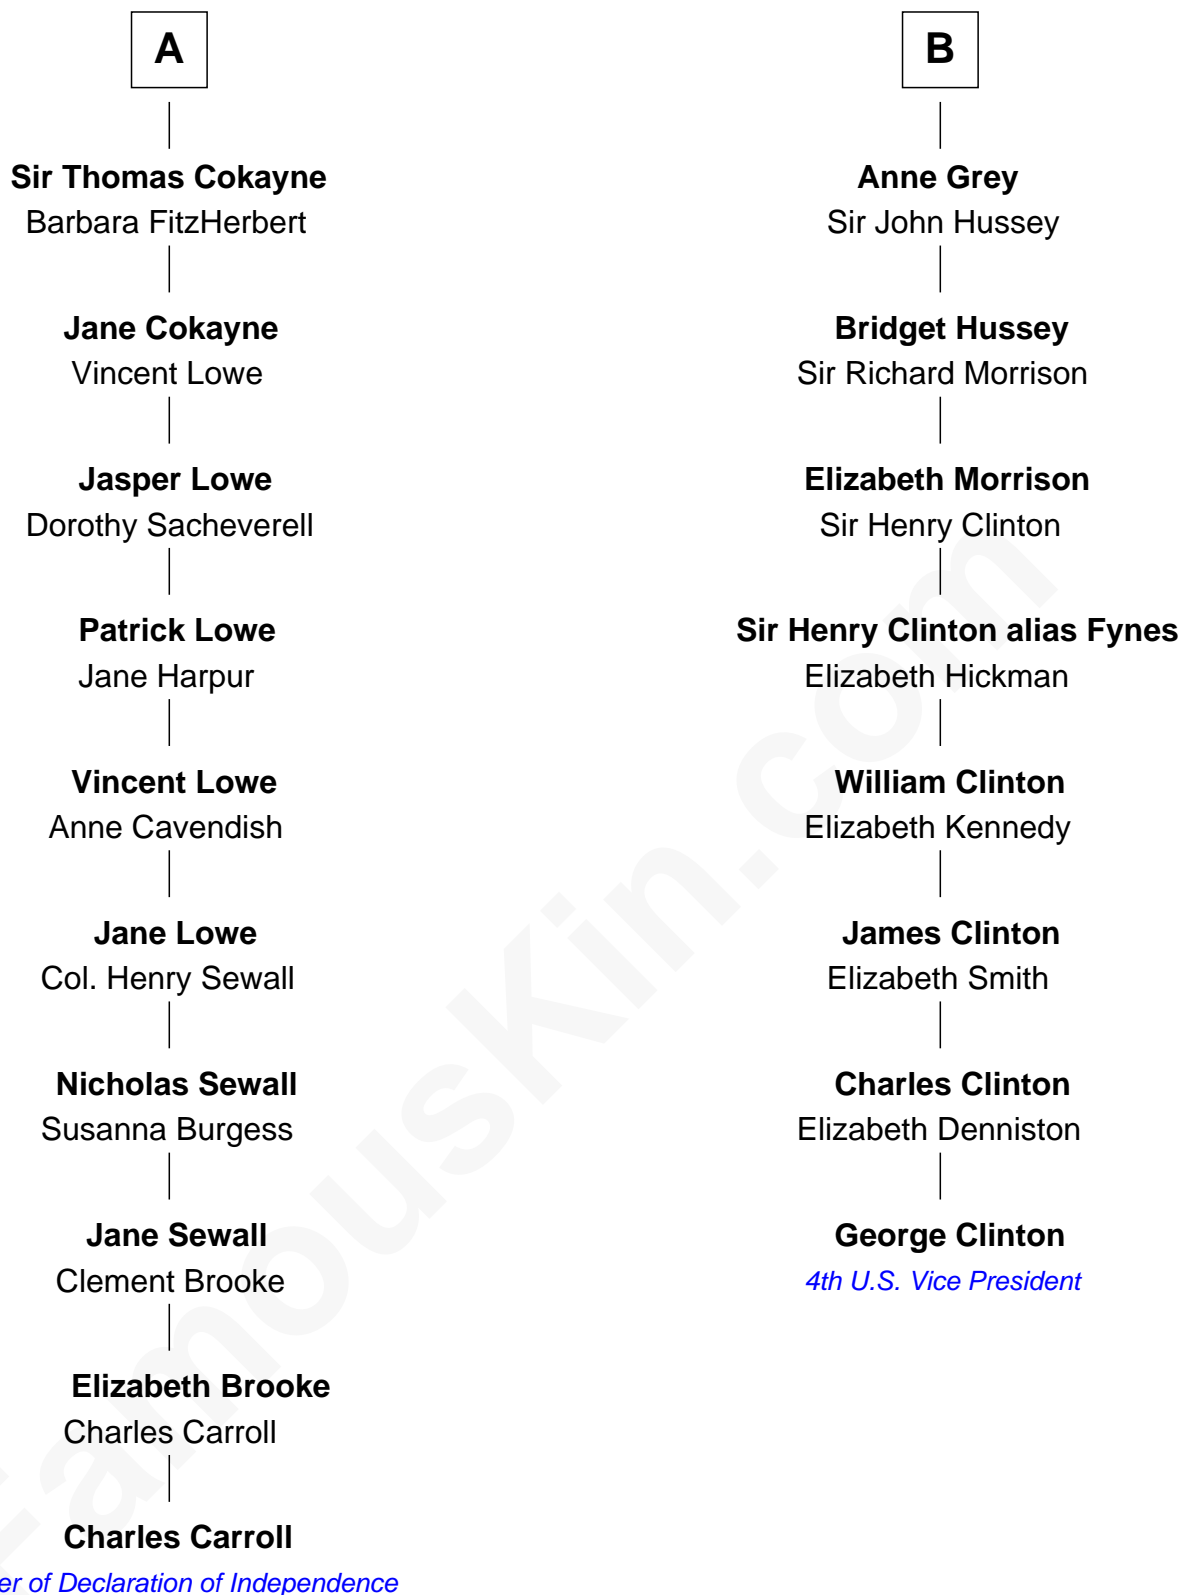 A
Sir Thomas Cokayne
Barbara FitzHerbert
Jane Cokayne
Vincent Lowe
Jasper Lowe
Dorothy Sacheverell
Patrick Lowe
Jane Harpur
Vincent Lowe
Anne Cavendish
Jane Lowe
Col. Henry Sewall
Nicholas Sewall
Susanna Burgess
Jane Sewall
Clement Brooke
Elizabeth Brooke
Charles Carroll
Charles Carroll
er of Declaration of Independence
B
Anne Grey
Sir John Hussey
Bridget Hussey
Sir Richard Morrison
Elizabeth Morrison
Sir Henry Clinton
Sir Henry Clinton alias Fynes
Elizabeth Hickman
William Clinton
Elizabeth Kennedy
James Clinton
Elizabeth Smith
Charles Clinton
Elizabeth Denniston
George Clinton
4th U.S. Vice President
FamousKin.com